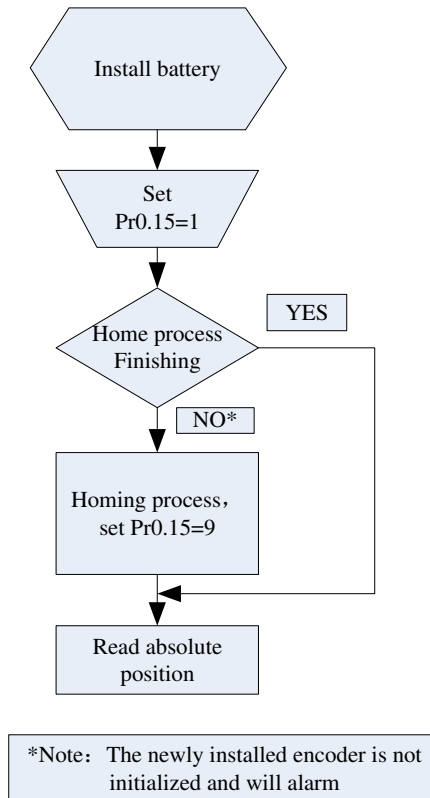 Install battery
Set
Pr0.15=1
Home process
Finishing
YES
NO*
Homing process，
set Pr0.15=9
Read absolute
position
*Note：The newly installed encoder is not
initialized and will alarm